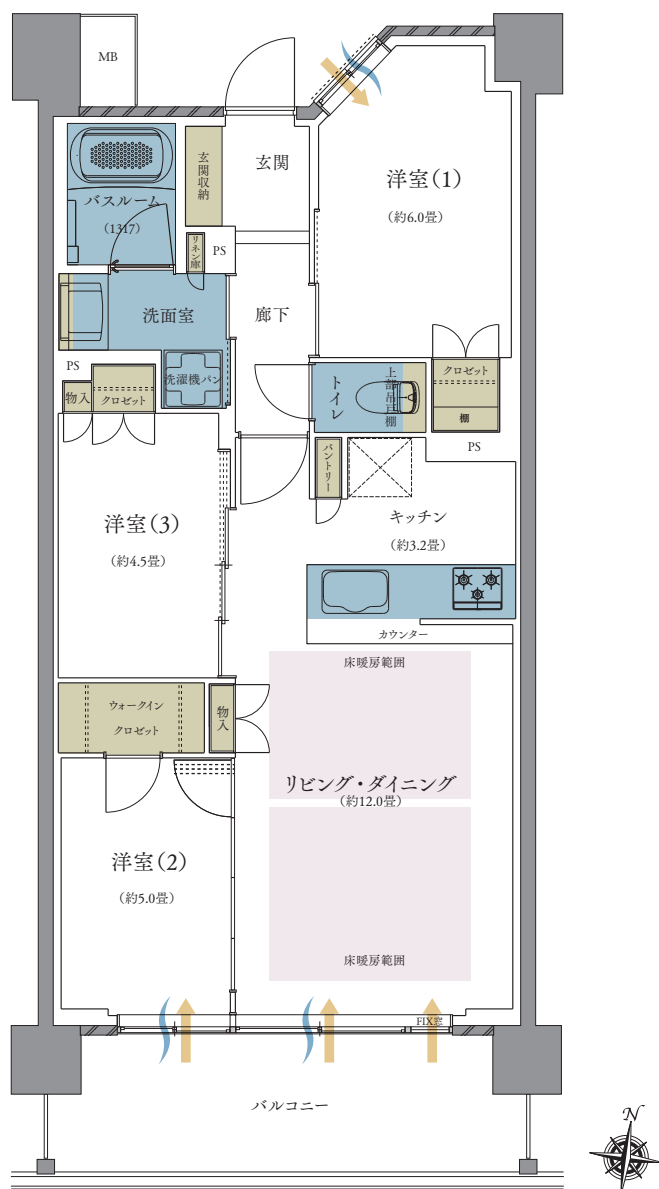 MB
玄関
玄関収納
洋室(1)
(約6.0畳)
バスルーム
(1317)
リネン庫
PS
洗面室
廊下
PS
物入
クロゼット
洗濯機パン
トイレ
上部吊戸棚
クロゼット
棚
PS
パントリー
キッチン
(約3.2畳)
洋室(3)
(約4.5畳)
カウンター
床暖房範囲
ウォークイン
クロゼット
物入
リビング・ダイニング
(約12.0畳)
洋室(2)
(約5.0畳)
床暖房範囲
FIX窓
バルコニー
N